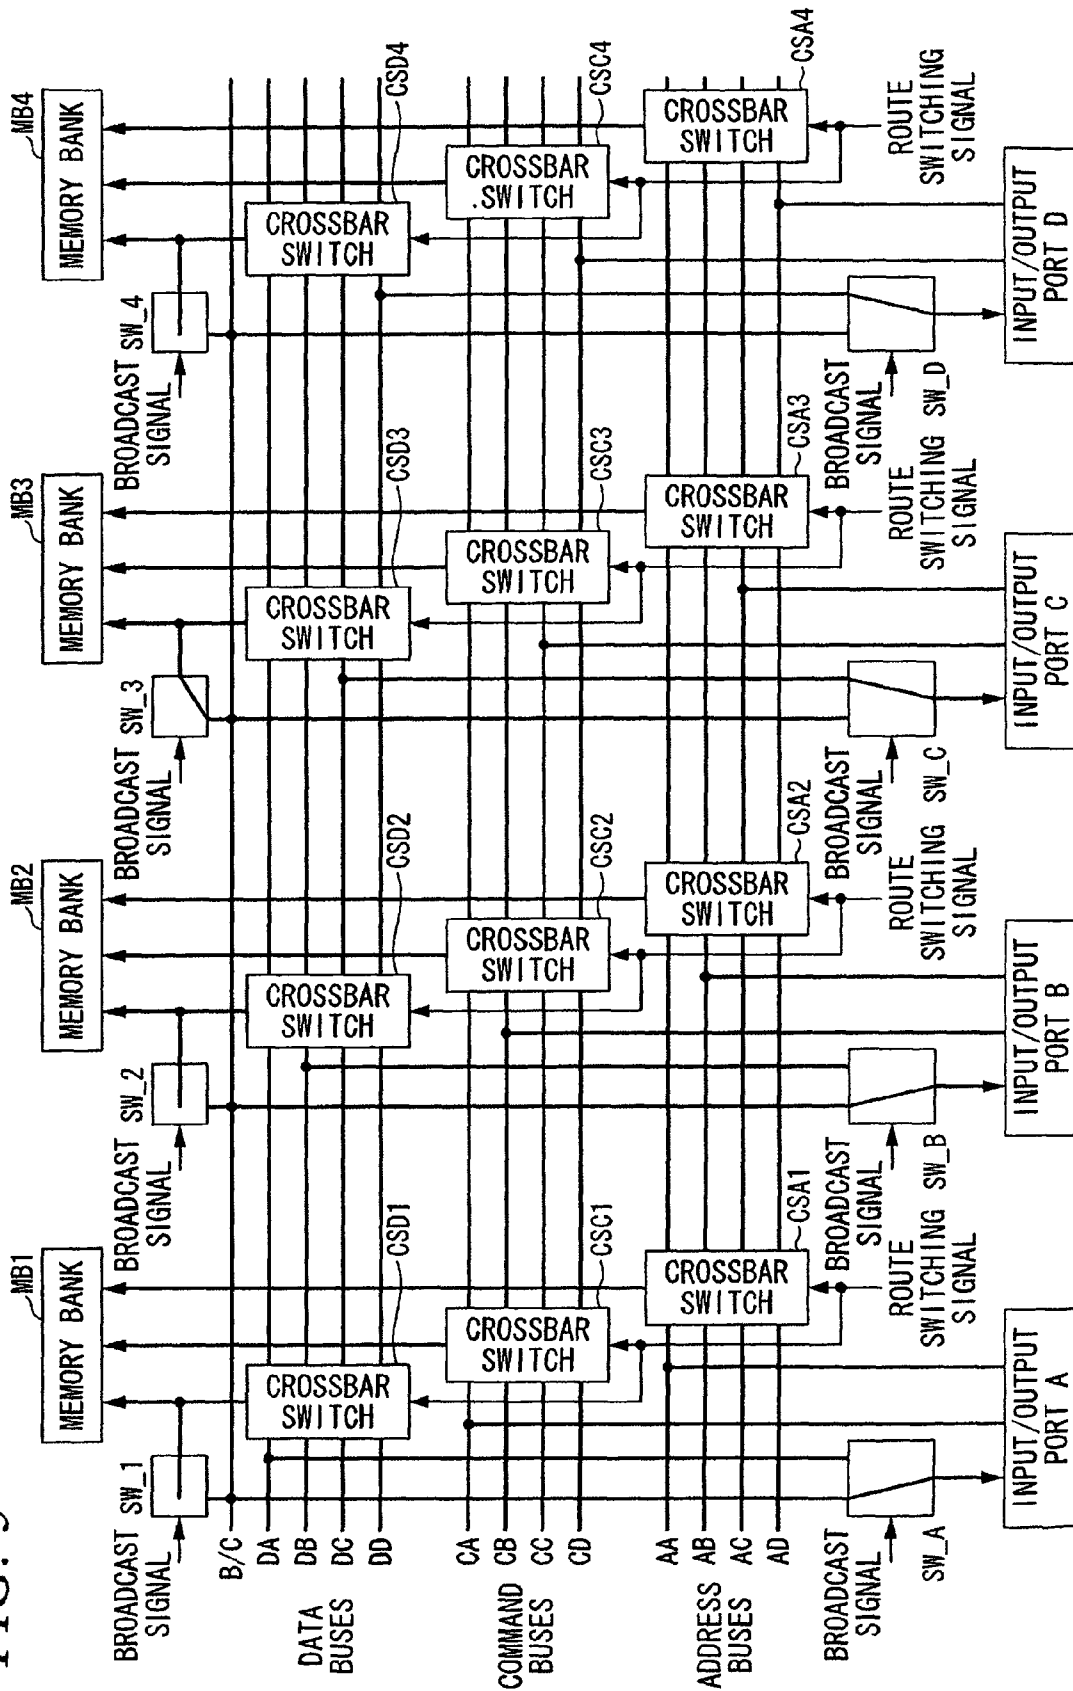 MB1
MB2
MB3
MB4
MEMORY BANK
MEMORY BANK
MEMORY BANK
MEMORY BANK
BROADCAST
SIGNAL
SW_1
BROADCAST
SIGNAL
SW_2
BROADCAST
SIGNAL
SW_3
BROADCAST
SIGNAL
SW_4
B/C
DA
DB
DC
DD
DATA
BUSES
CROSSBAR
SWITCH
CSD1
CROSSBAR
SWITCH
CSD2
CROSSBAR
SWITCH
CSD3
CROSSBAR
SWITCH
CSD4
CA
CB
CC
CD
COMMAND
BUSES
CROSSBAR
SWITCH
CSC1
CROSSBAR
SWITCH
CSC2
CROSSBAR
SWITCH
CSC3
CROSSBAR
.SWITCH
CSC4
AA
AB
AC
AD
ADDRESS
BUSES
CROSSBAR
SWITCH
CSA1
CROSSBAR
SWITCH
CSA2
CROSSBAR
SWITCH
CSA3
CROSSBAR
SWITCH
CSA4
BROADCAST
SIGNAL
SW_A
ROUTE
SWITCHING
SIGNAL
BROADCAST
SIGNAL
SW_B
ROUTE
SWITCHING
SIGNAL
BROADCAST
SIGNAL
SW_C
ROUTE
SWITCHING
SIGNAL
BROADCAST
SIGNAL
SW_D
ROUTE
SWITCHING
SIGNAL
INPUT/OUTPUT
PORT A
INPUT/OUTPUT
PORT B
INPUT/OUTPUT
PORT C
INPUT/OUTPUT
PORT D